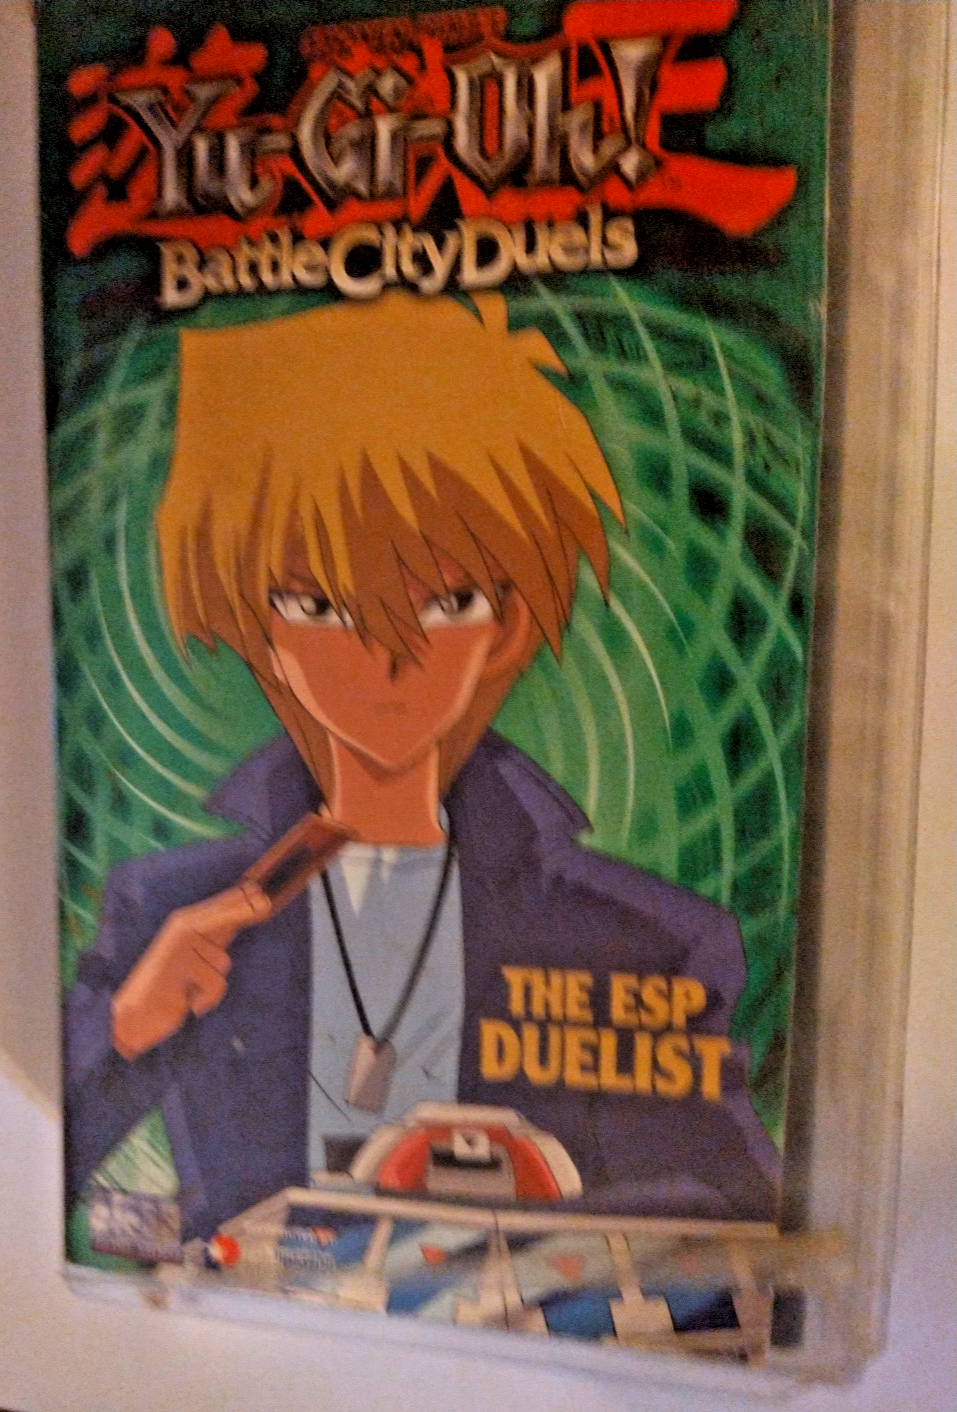 Yu-Gi-Oh!
Battle City Duels
THE ESP
DUELIST